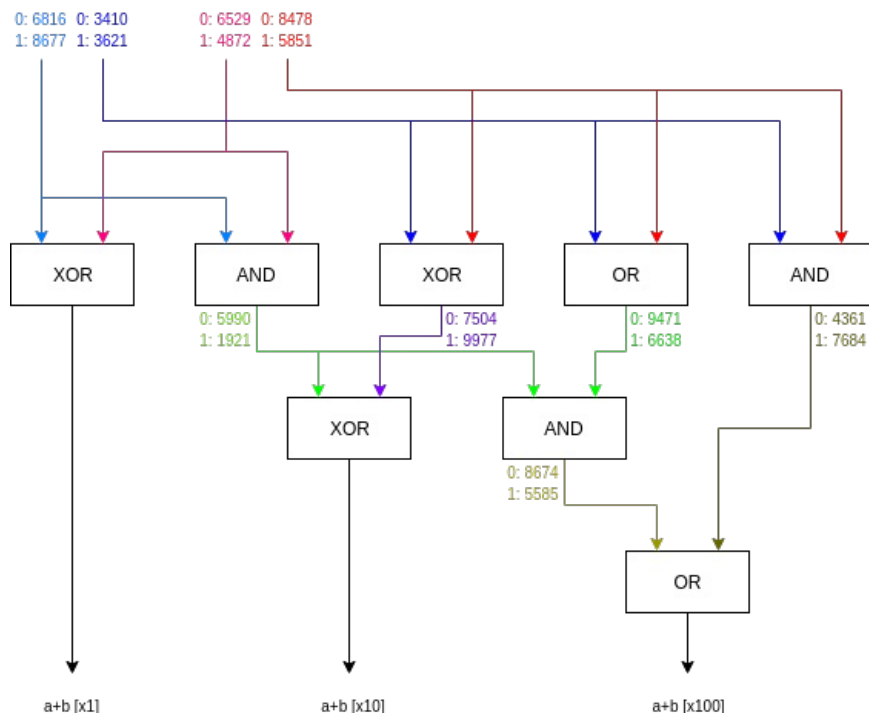 0: 6816 0: 3410 0: 6529 0: 8478
1: 8677 1: 3621 1: 4872 1: 5851
XOR AND XOR OR AND
0: 5990 0: 7504 0: 9471 0: 4361
1: 1921 1: 9977 1: 6638 1: 7684
XOR AND
0: 8674
1: 5585
OR
a+b [x1] a+b [x10] a+b [x100]